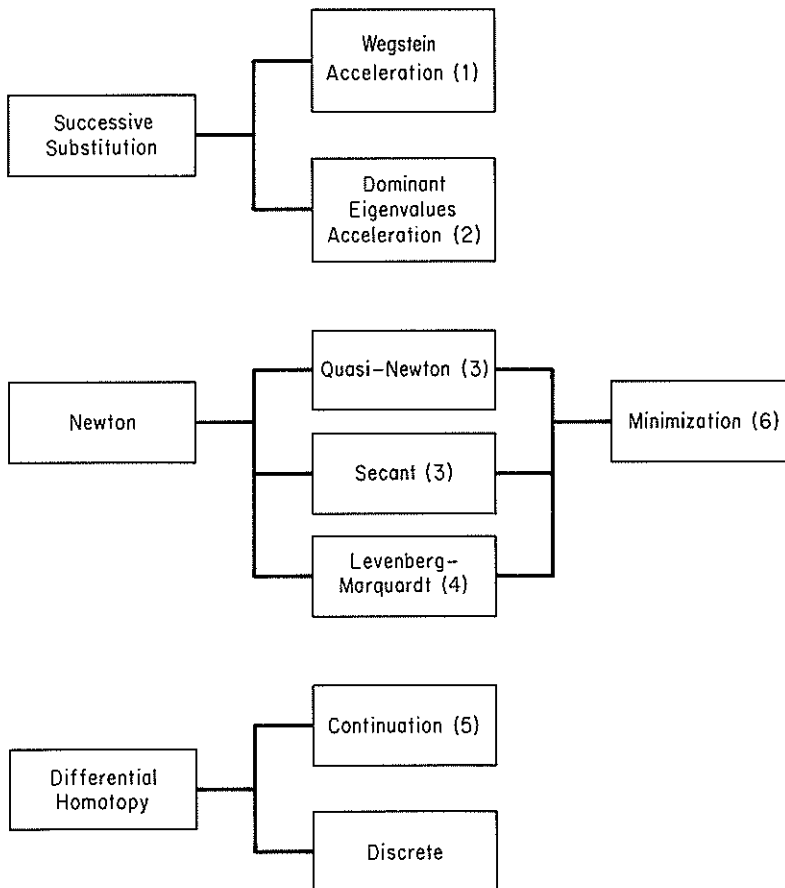 Wegstein
Acceleration (1)
Successive
Substitution
Dominant
Eigenvalues
Acceleration (2)
Quasi-Newton (3)
Newton
Minimization (6)
Secant (3)
Levenberg-
Marquardt (4)
Continuation (5)
Differential
Homotopy
Discrete